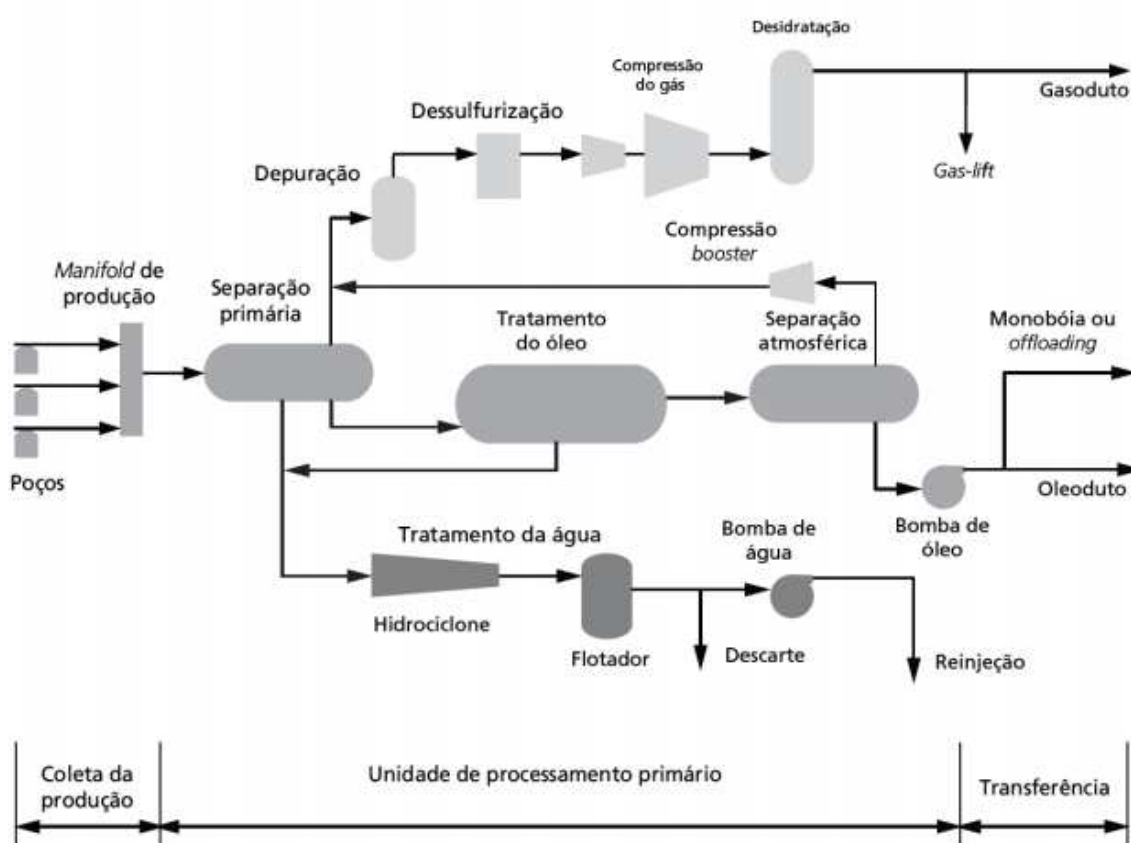 Desidratação
Compressão
do gás
Gasoduto
Dessulfurização
Depuração
Gas-lift
Compressão
booster
Manifold de
produção
Separação
primária
Tratamento
do óleo
Separação
atmosférica
Monobóia ou
offloading
Poços
Oleoduto
Bomba de
óleo
Tratamento da água
Bomba de
água
Hidrociclone
Flotador
Descarte
Reinjeção
Coleta da
produção
Unidade de processamento primário
Transferência